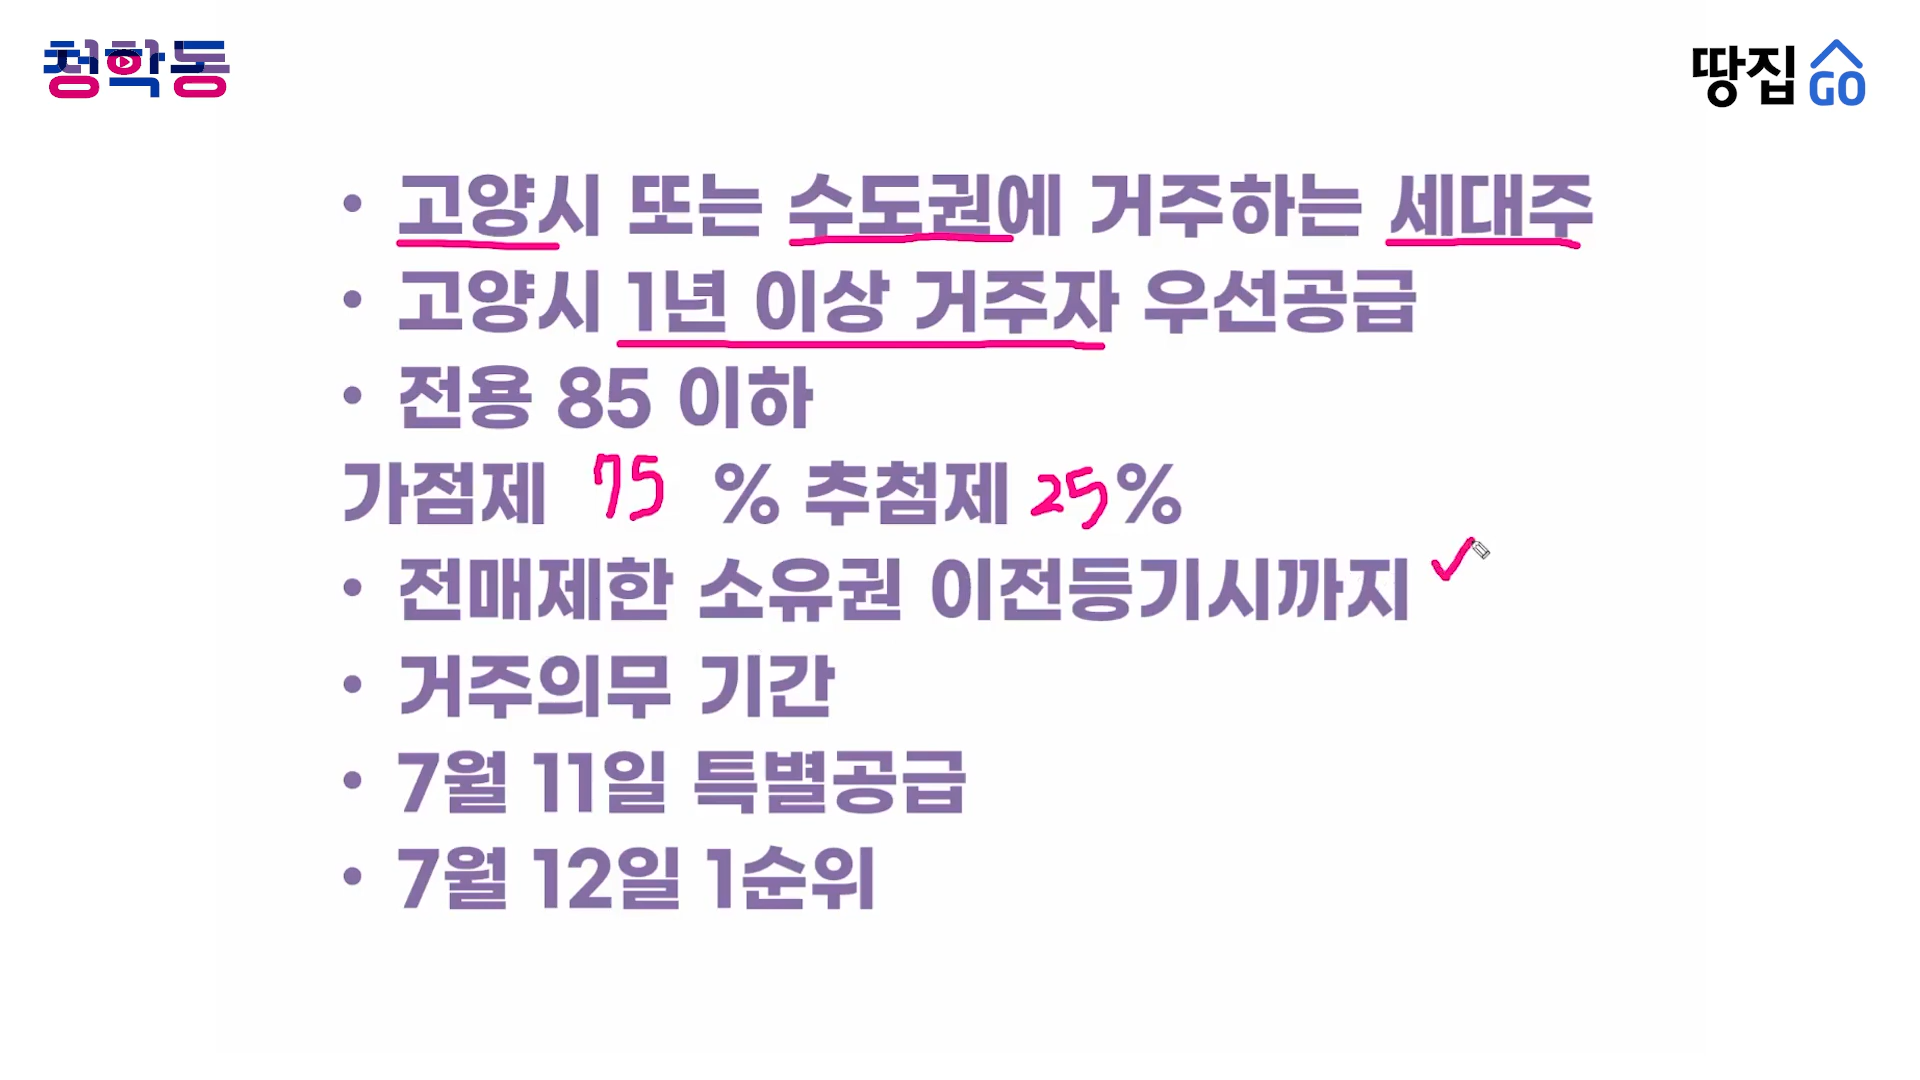 청학동
땅집GO
• 고양시 또는 수도권에 거주하는 세대주
• 고양시 1년 이상 거주자 우선공급
• 전용 85 이하
가점제 75 % 추첨제 25%
• 전매제한 소유권 이전등기시까지
• 거주의무 기간
• 7월 11일 특별공급
• 7월 12일 1순위